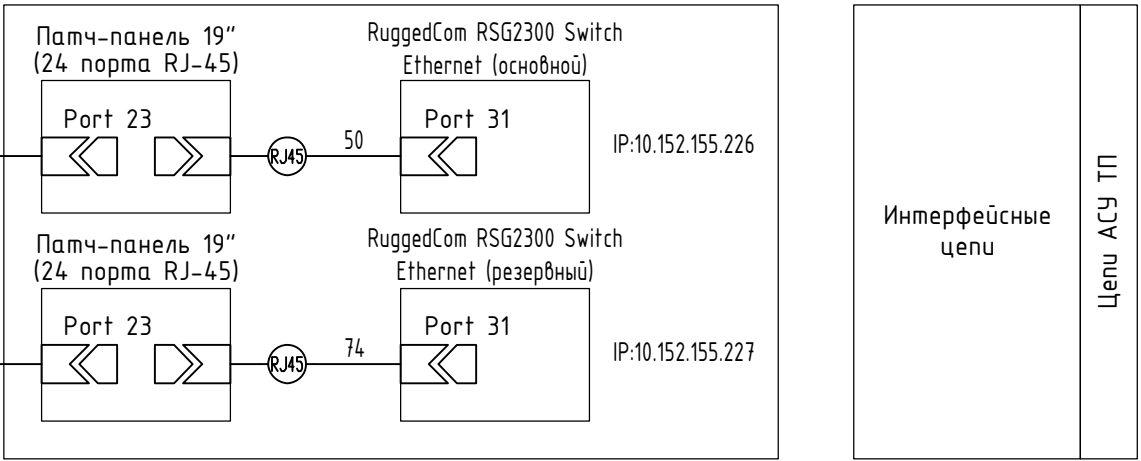 Патч-панель 19"
(24 порта RJ-45)
Port 23
RJ45
50
RuggedCom RSG2300 Switch
Ethernet (основной)
Port 31
IP:10.152.155.226
Патч-панель 19"
(24 порта RJ-45)
Port 23
RJ45
74
RuggedCom RSG2300 Switch
Ethernet (резервный)
Port 31
IP:10.152.155.227
Интерфейсные
цепи
Цепи АСУ ТП